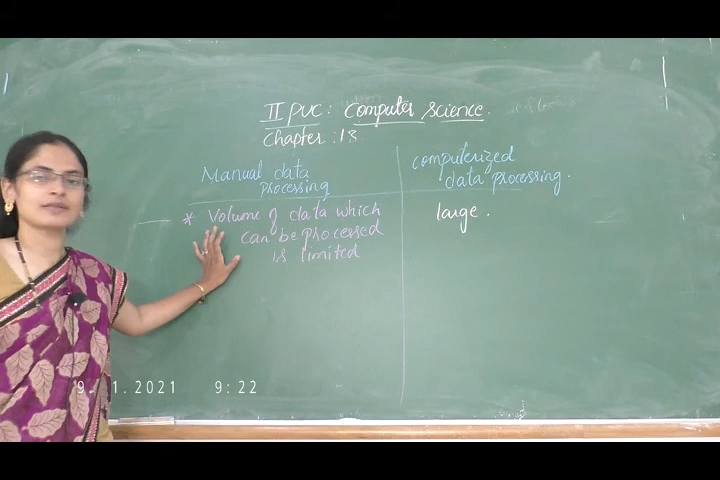 II PUC: Computer science.
Chapter: 13
Manual data
processing
computerized
data processing.
* Volume of data which
can be processed
is limited
large.
1.2021 9:22